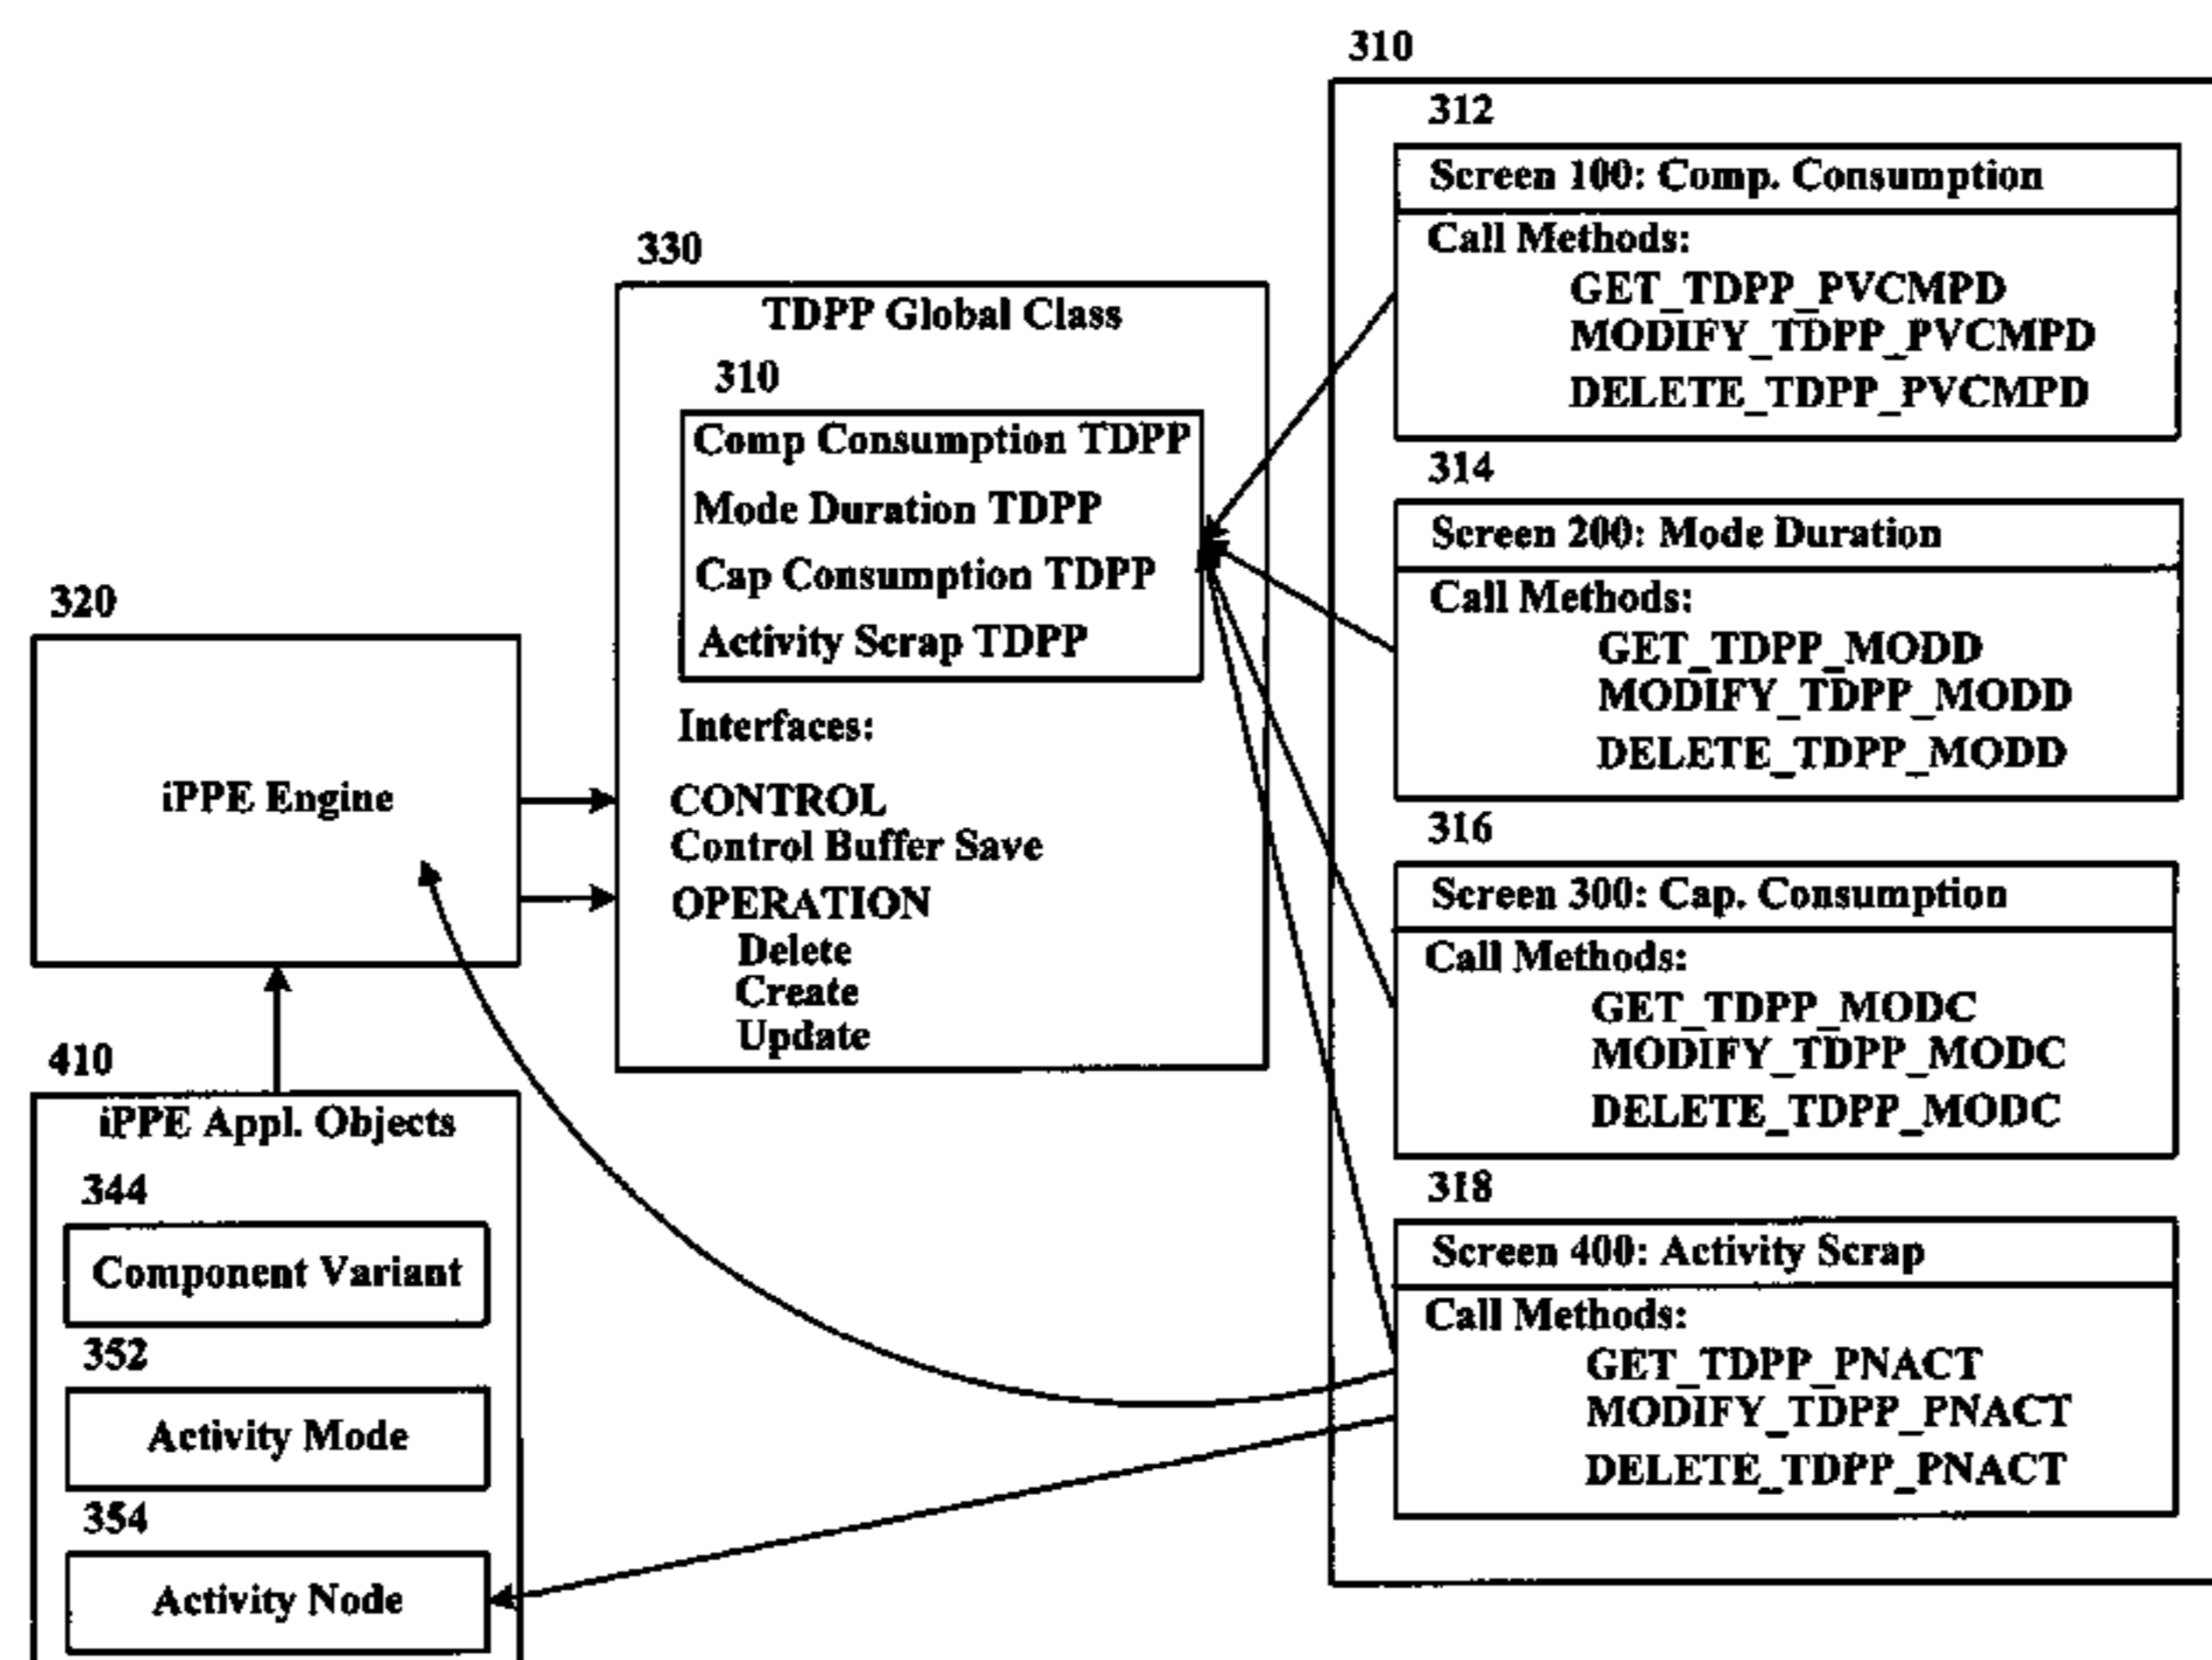 310
312
Screen 100: Comp. Consumption
Call Methods:
GET_TDPP_PVCMPD
MODIFY_TDPP_PVCMPD
DELETE_TDPP_PVCMPD
314
Screen 200: Mode Duration
Call Methods:
GET_TDPP_MODD
MODIFY_TDPP_MODD
DELETE_TDPP_MODD
316
Screen 300: Cap. Consumption
Call Methods:
GET_TDPP_MODC
MODIFY_TDPP_MODC
DELETE_TDPP_MODC
318
Screen 400: Activity Scrap
Call Methods:
GET_TDPP_PNACT
MODIFY_TDPP_PNACT
DELETE_TDPP_PNACT
330
TDPP Global Class
310
Comp Consumption TDPP
Mode Duration TDPP
Cap Consumption TDPP
Activity Scrap TDPP
Interfaces:
CONTROL
Control Buffer Save
OPERATION
Delete
Create
Update
320
iPPE Engine
410
iPPE Appl. Objects
344
Component Variant
352
Activity Mode
354
Activity Node